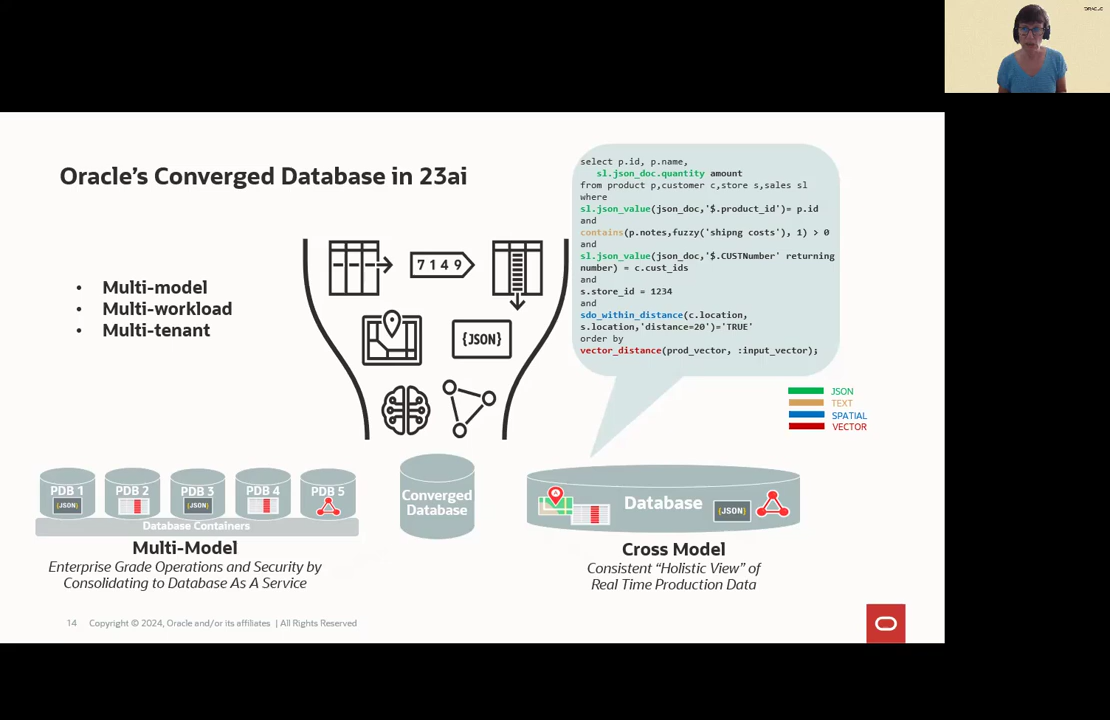 ORACLE
Oracle's Converged Database in 23ai
• Multi-model
• Multi-workload
• Multi-tenant
7 1 4 9
{JSON}
select p.id, p.name,
sl.json_doc.quantity amount
from product p,customer c,store s,sales sl
where
sl.json_value(json_doc,'$.product_id')= p.id
and
contains(p.notes,fuzzy('shipng costs'), 1) > 0
and
sl.json_value(json_doc,'$.CUSTNumber' returning
number) = c.cust_ids
and
s.store_id = 1234
and
sdo_within_distance(c.location,
s.location,'distance=20')='TRUE'
order by
vector_distance(prod_vector, :input_vector);
JSON
TEXT
SPATIAL
VECTOR
PDB 1
{JSON}
PDB 2
PDB 3
{JSON}
PDB 4
PDB 5
Database Containers
Multi-Model
Enterprise Grade Operations and Security by
Consolidating to Database As A Service
Converged
Database
Database
{JSON}
Cross Model
Consistent “Holistic View” of
Real Time Production Data
14 Copyright © 2024, Oracle and/or its affiliates | All Rights Reserved